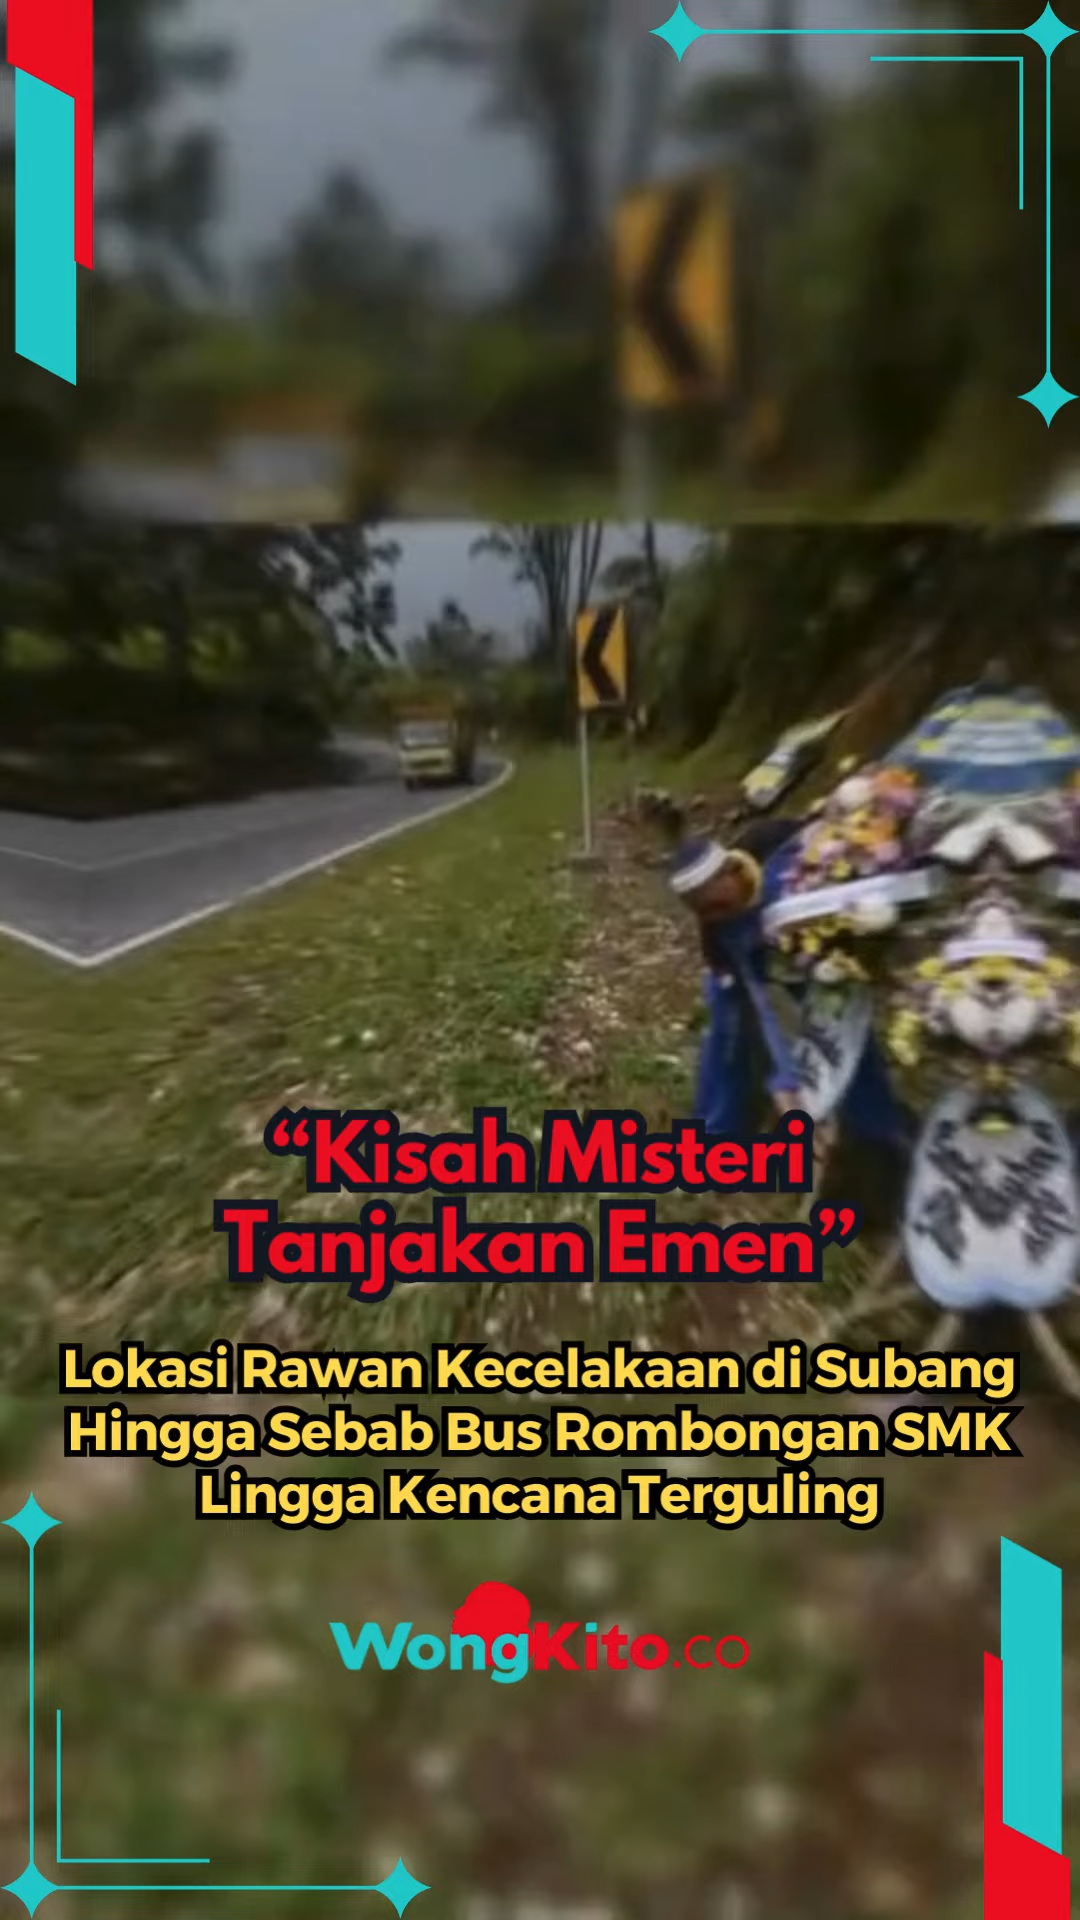 “Kisah Misteri
Tanjakan Emen”
Lokasi Rawan Kecelakaan di Subang
Hingga Sebab Bus Rombongan SMK
Lingga Kencana Terguling
WongKito.co